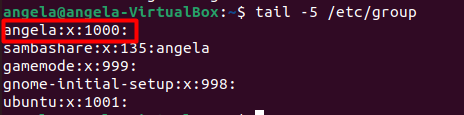 angela@angela-VirtualBox:~$ tail -5 /etc/group
angela:x:1000:
sambashare:x:135:angela
gamemode:x:999:
gnome-initial-setup:x:998:
ubuntu:x:1001: